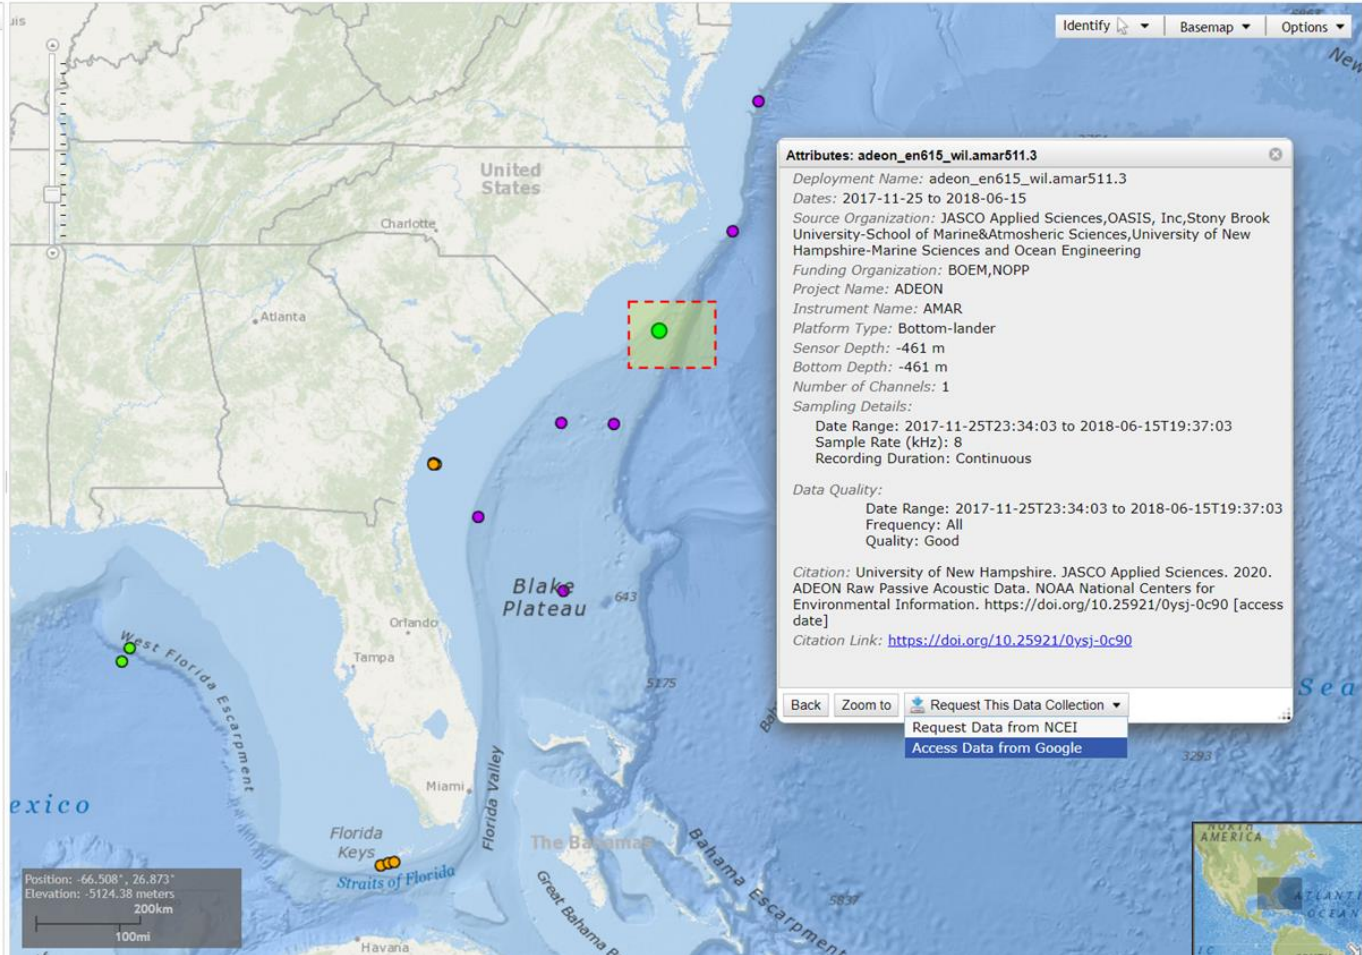 uis
Identify
Basemap
Options
New
United
States
Charlotte
Atlanta
Attributes: adeon_en615_wil.amar511.3
Deployment Name: adeon_en615_wil.amar511.3
Dates: 2017-11-25 to 2018-06-15
Source Organization: JASCO Applied Sciences,OASIS, Inc,Stony Brook
University-School of Marine&Atmosheric Sciences,University of New
Hampshire-Marine Sciences and Ocean Engineering
Funding Organization: BOEM,NOPP
Project Name: ADEON
Instrument Name: AMAR
Platform Type: Bottom-lander
Sensor Depth: -461 m
Bottom Depth: -461 m
Number of Channels: 1
Sampling Details:
Date Range: 2017-11-25T23:34:03 to 2018-06-15T19:37:03
Sample Rate (kHz): 8
Recording Duration: Continuous
Data Quality:
Date Range: 2017-11-25T23:34:03 to 2018-06-15T19:37:03
Frequency: All
Quality: Good
Citation: University of New Hampshire. JASCO Applied Sciences. 2020.
ADEON Raw Passive Acoustic Data. NOAA National Centers for
Environmental Information. https://doi.org/10.25921/0ysj-0c90 [access
date]
Citation Link: https://doi.org/10.25921/0ysj-0c90
Back
Zoom to
Request This Data Collection
Request Data from NCEI
Access Data from Google
Blake
Plateau
643
Orlando
Tampa
West Florida Escarpment
5175
Sea
3293
Miami
Florida Valley
exico
Florida
Keys
Straits of Florida
The Bahamas
Bahama Escarpment
Great Bahama
5837
Havana
Position: -66.508°, 26.873°
Elevation: -5124.38 meters
200km
100mi
NORTH
AMERICA
ATLANT
OCEAN